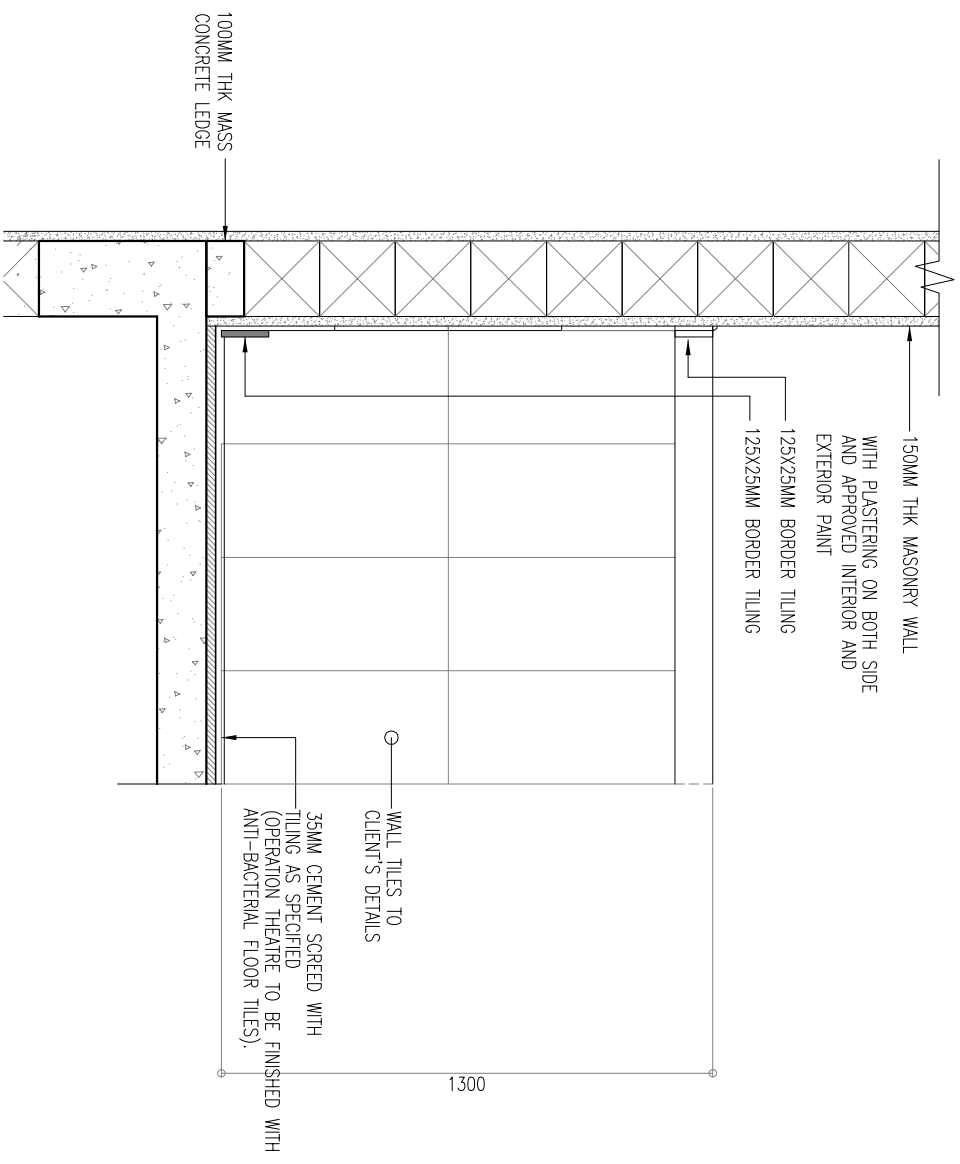 100MM THK MASS
CONCRETE LEDGE
150MM THK MASONRY WALL
WITH PLASTERING ON BOTH SIDE
AND APPROVED INTERIOR AND
EXTERIOR PAINT
125X25MM BORDER TILING
125X25MM BORDER TILING
WALL TILES TO
CLIENT'S DETAILS
35MM CEMENT SCREED WITH
TILING AS SPECIFIED
(OPERATION THEATRE TO BE FINISHED WITH
ANTI-BACTERIAL FLOOR TILES).
1300